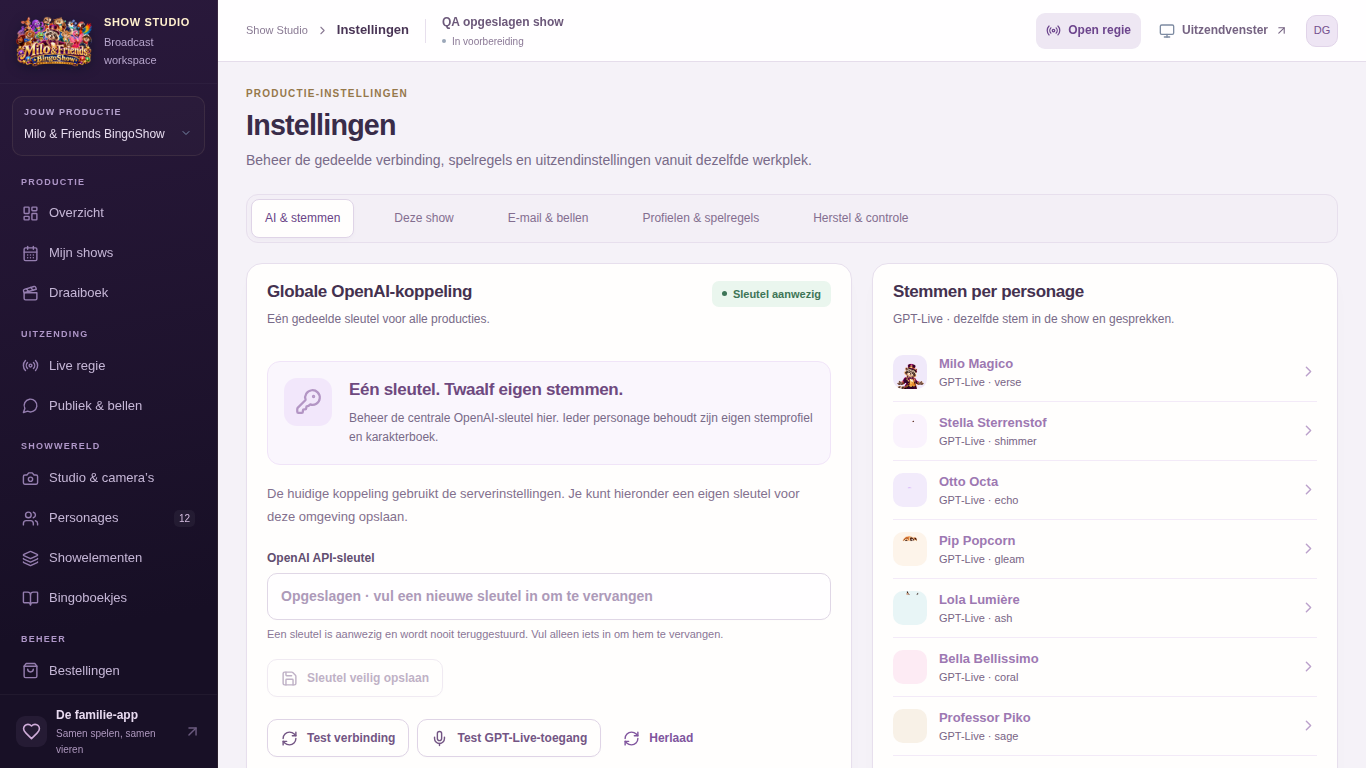 Milo & Friends
BingoShow
SHOW STUDIO
Broadcast
workspace
JOUW PRODUCTIE
Milo & Friends BingoShow
PRODUCTIE
Overzicht
Mijn shows
Draaiboek
UITZENDING
Live regie
Publiek & bellen
SHOWWERELD
Studio & camera's
Personages
12
Showelementen
Bingoboekjes
BEHEER
Bestellingen
De familie-app
Samen spelen, samen
vieren
Show Studio
Instellingen
QA opgeslagen show
In voorbereiding
Open regie
Uitzendvenster
DG
PRODUCTIE-INSTELLINGEN
Instellingen
Beheer de gedeelde verbinding, spelregels en uitzendinstellingen vanuit dezelfde werkplek.
AI & stemmen
Deze show
E-mail & bellen
Profielen & spelregels
Herstel & controle
Globale OpenAI-koppeling
Sleutel aanwezig
Eén gedeelde sleutel voor alle producties.
Eén sleutel. Twaalf eigen stemmen.
Beheer de centrale OpenAI-sleutel hier. Ieder personage behoudt zijn eigen stemprofiel
en karakterboek.
De huidige koppeling gebruikt de serverinstellingen. Je kunt hieronder een eigen sleutel voor
deze omgeving opslaan.
OpenAI API-sleutel
Opgeslagen · vul een nieuwe sleutel in om te vervangen
Een sleutel is aanwezig en wordt nooit teruggestuurd. Vul alleen iets in om hem te vervangen.
Sleutel veilig opslaan
Test verbinding
Test GPT-Live-toegang
Herlaad
Stemmen per personage
GPT-Live · dezelfde stem in de show en gesprekken.
Milo Magico
GPT-Live · verse
Stella Sterrenstof
GPT-Live · shimmer
Otto Octa
GPT-Live · echo
Pip Popcorn
GPT-Live · gleam
Lola Lumière
GPT-Live · ash
Bella Bellissimo
GPT-Live · coral
Professor Piko
GPT-Live · sage